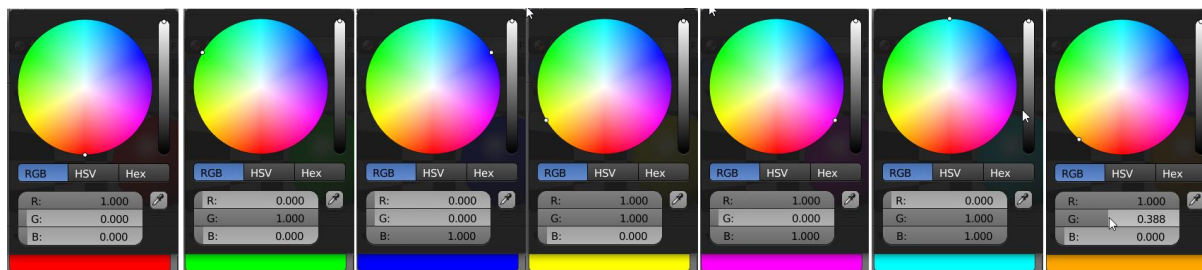 RGB HSV Hex
R: 1.000
G: 0.000
B: 0.000
RGB HSV Hex
R: 0.000
G: 1.000
B: 0.000
RGB HSV Hex
R: 0.000
G: 0.000
B: 1.000
RGB HSV Hex
R: 1.000
G: 1.000
B: 0.000
RGB HSV Hex
R: 1.000
G: 0.000
B: 1.000
RGB HSV Hex
R: 0.000
G: 1.000
B: 1.000
RGB HSV Hex
R: 1.000
G: 0.388
B: 0.000